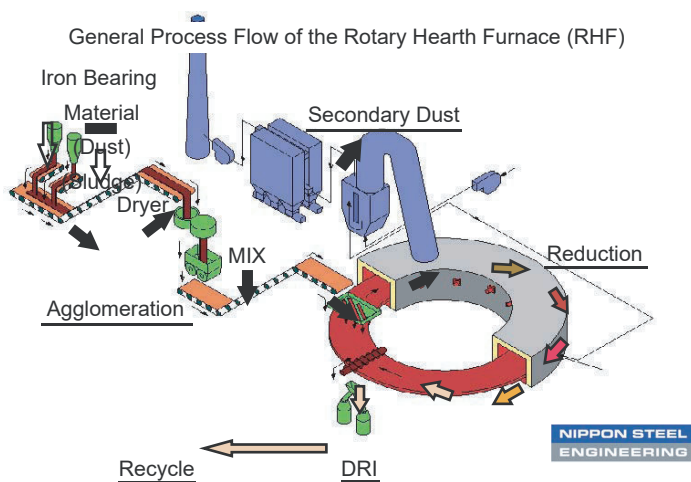 General Process Flow of the Rotary Hearth Furnace (RHF)
Iron Bearing
Material
(Dust)
(Sludge)
Secondary Dust
Dryer
MIX
Reduction
Agglomeration
NIPPON STEEL
ENGINEERING
Recycle
DRI